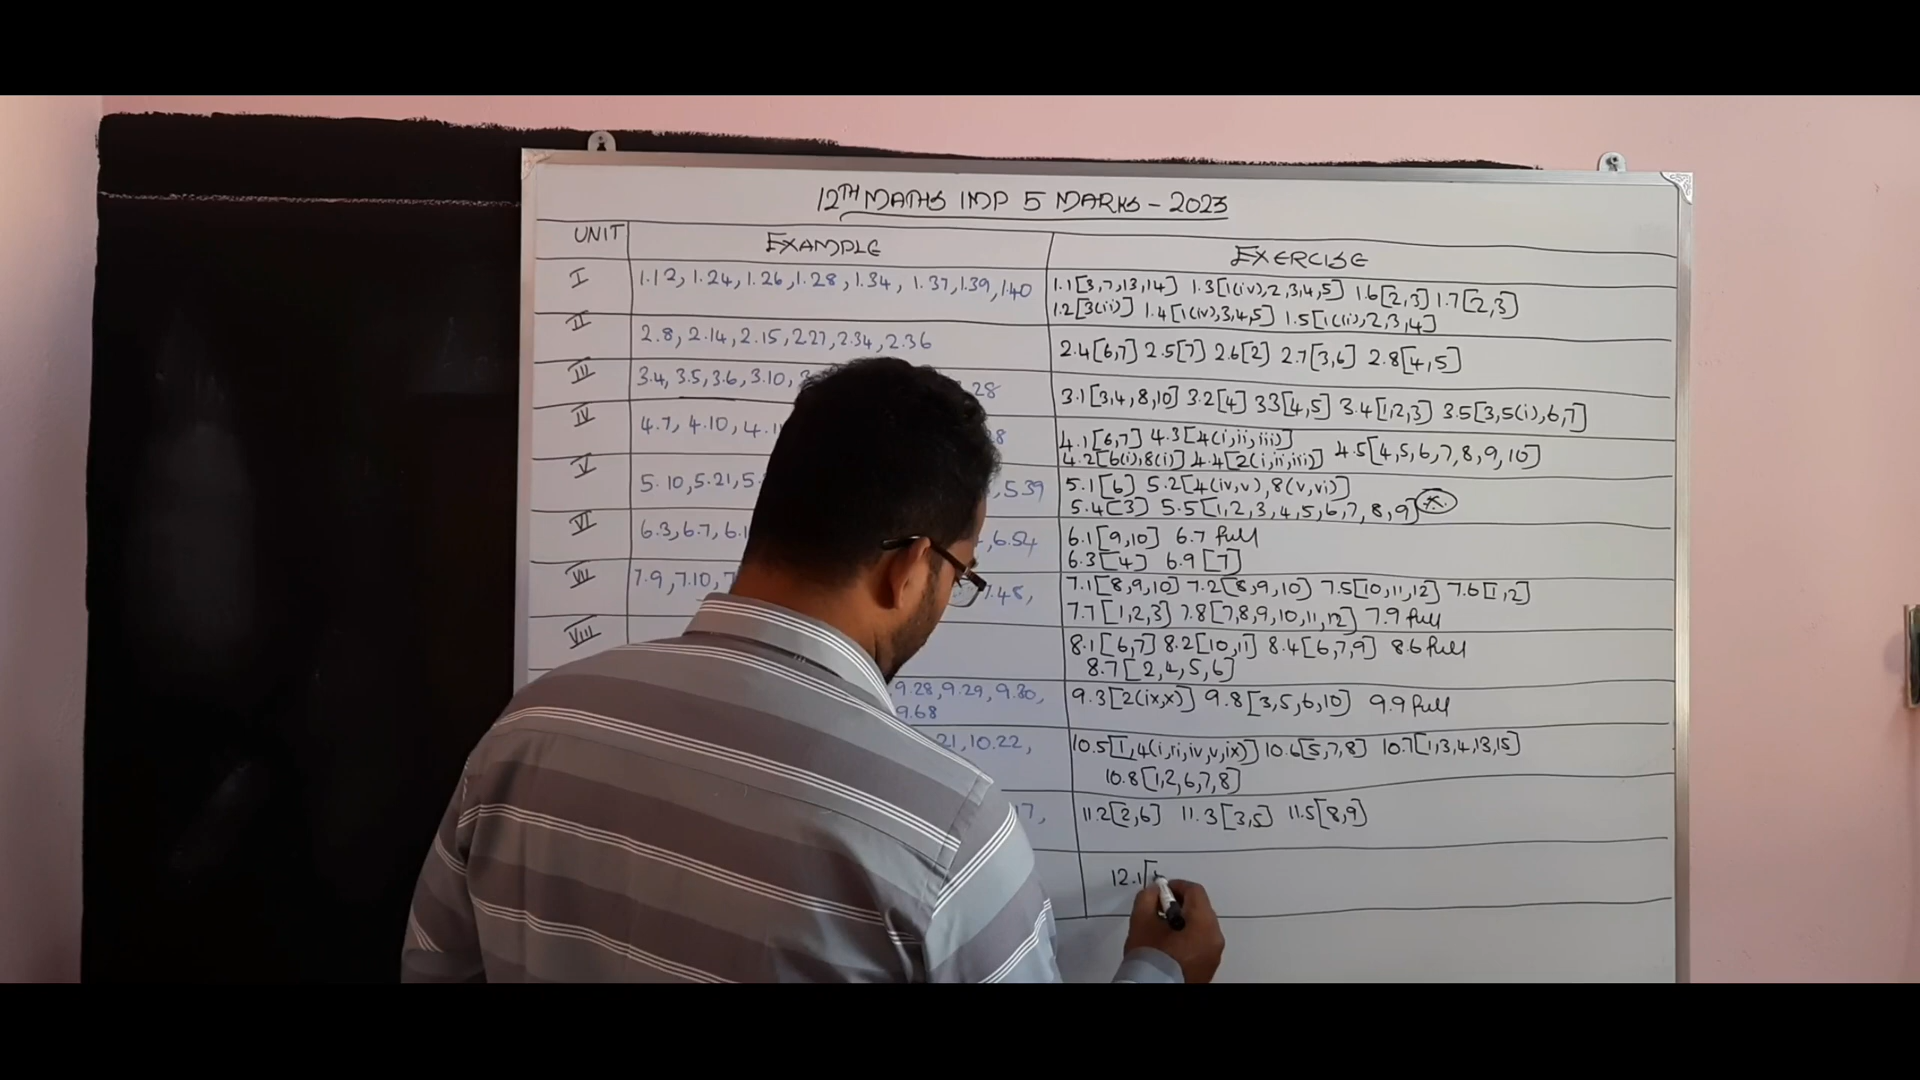 12TH MATHS IMP 5 MARKS - 2023
UNIT EXAMPLE EXERCISE
I 1.12, 1.24, 1.26, 1.28, 1.34, 1.37, 1.39, 1.40 1.1[3,7,13,14] 1.3[1(iv),2,3,4,5] 1.6[2,3] 1.7[2,3]
1.2[3(ii)] 1.4[1(iv),3,4,5] 1.5[1(ii),2,3,4]
II 2.8, 2.14, 2.15, 2.27, 2.34, 2.36 2.4[6,7] 2.5[7] 2.6[2] 2.7[3,6] 2.8[4,5]
III 3.4, 3.5, 3.6, 3.10, .28 3.1[3,4,8,10] 3.2[4] 3.3[4,5] 3.4[1,2,3] 3.5[3,5(i),6,7]
IV 4.7, 4.10, 4.1 8 4.1[6,7] 4.3[4(i,ii,iii)] 4.5[4,5,6,7,8,9,10]
4.2[6(i),8(i)] 4.4[2(i,ii,iii)]
V 5.10, 5.21, 5. , 5.39 5.1[6] 5.2[4(iv,v),8(v,vi)]
5.4[3] 5.5[1,2,3,4,5,6,7,8,9]
VI 6.3, 6.7, 6.1 , 6.54 6.1[9,10] 6.7 full
6.3[4] 6.9[7]
VII 7.9, 7.10, 7 7.48, 7.1[8,9,10] 7.2[8,9,10] 7.5[10,11,12] 7.6[1,2]
7.7[1,2,3] 7.8[7,8,9,10,11,12] 7.9 full
VIII 8.1[6,7] 8.2[10,11] 8.4[6,7,9] 8.6 full
8.7[2,4,5,6]
9.28, 9.29, 9.30, 9.3[2(ix,x)] 9.8[3,5,6,10] 9.9 full
9.68
21, 10.22, 10.5[1,4(i,ii,iv,v,ix)] 10.6[5,7,8] 10.7[1,3,4,13,15]
10.8[1,2,6,7,8]
17, 11.2[2,6] 11.3[3,5] 11.5[8,9]
12.1[